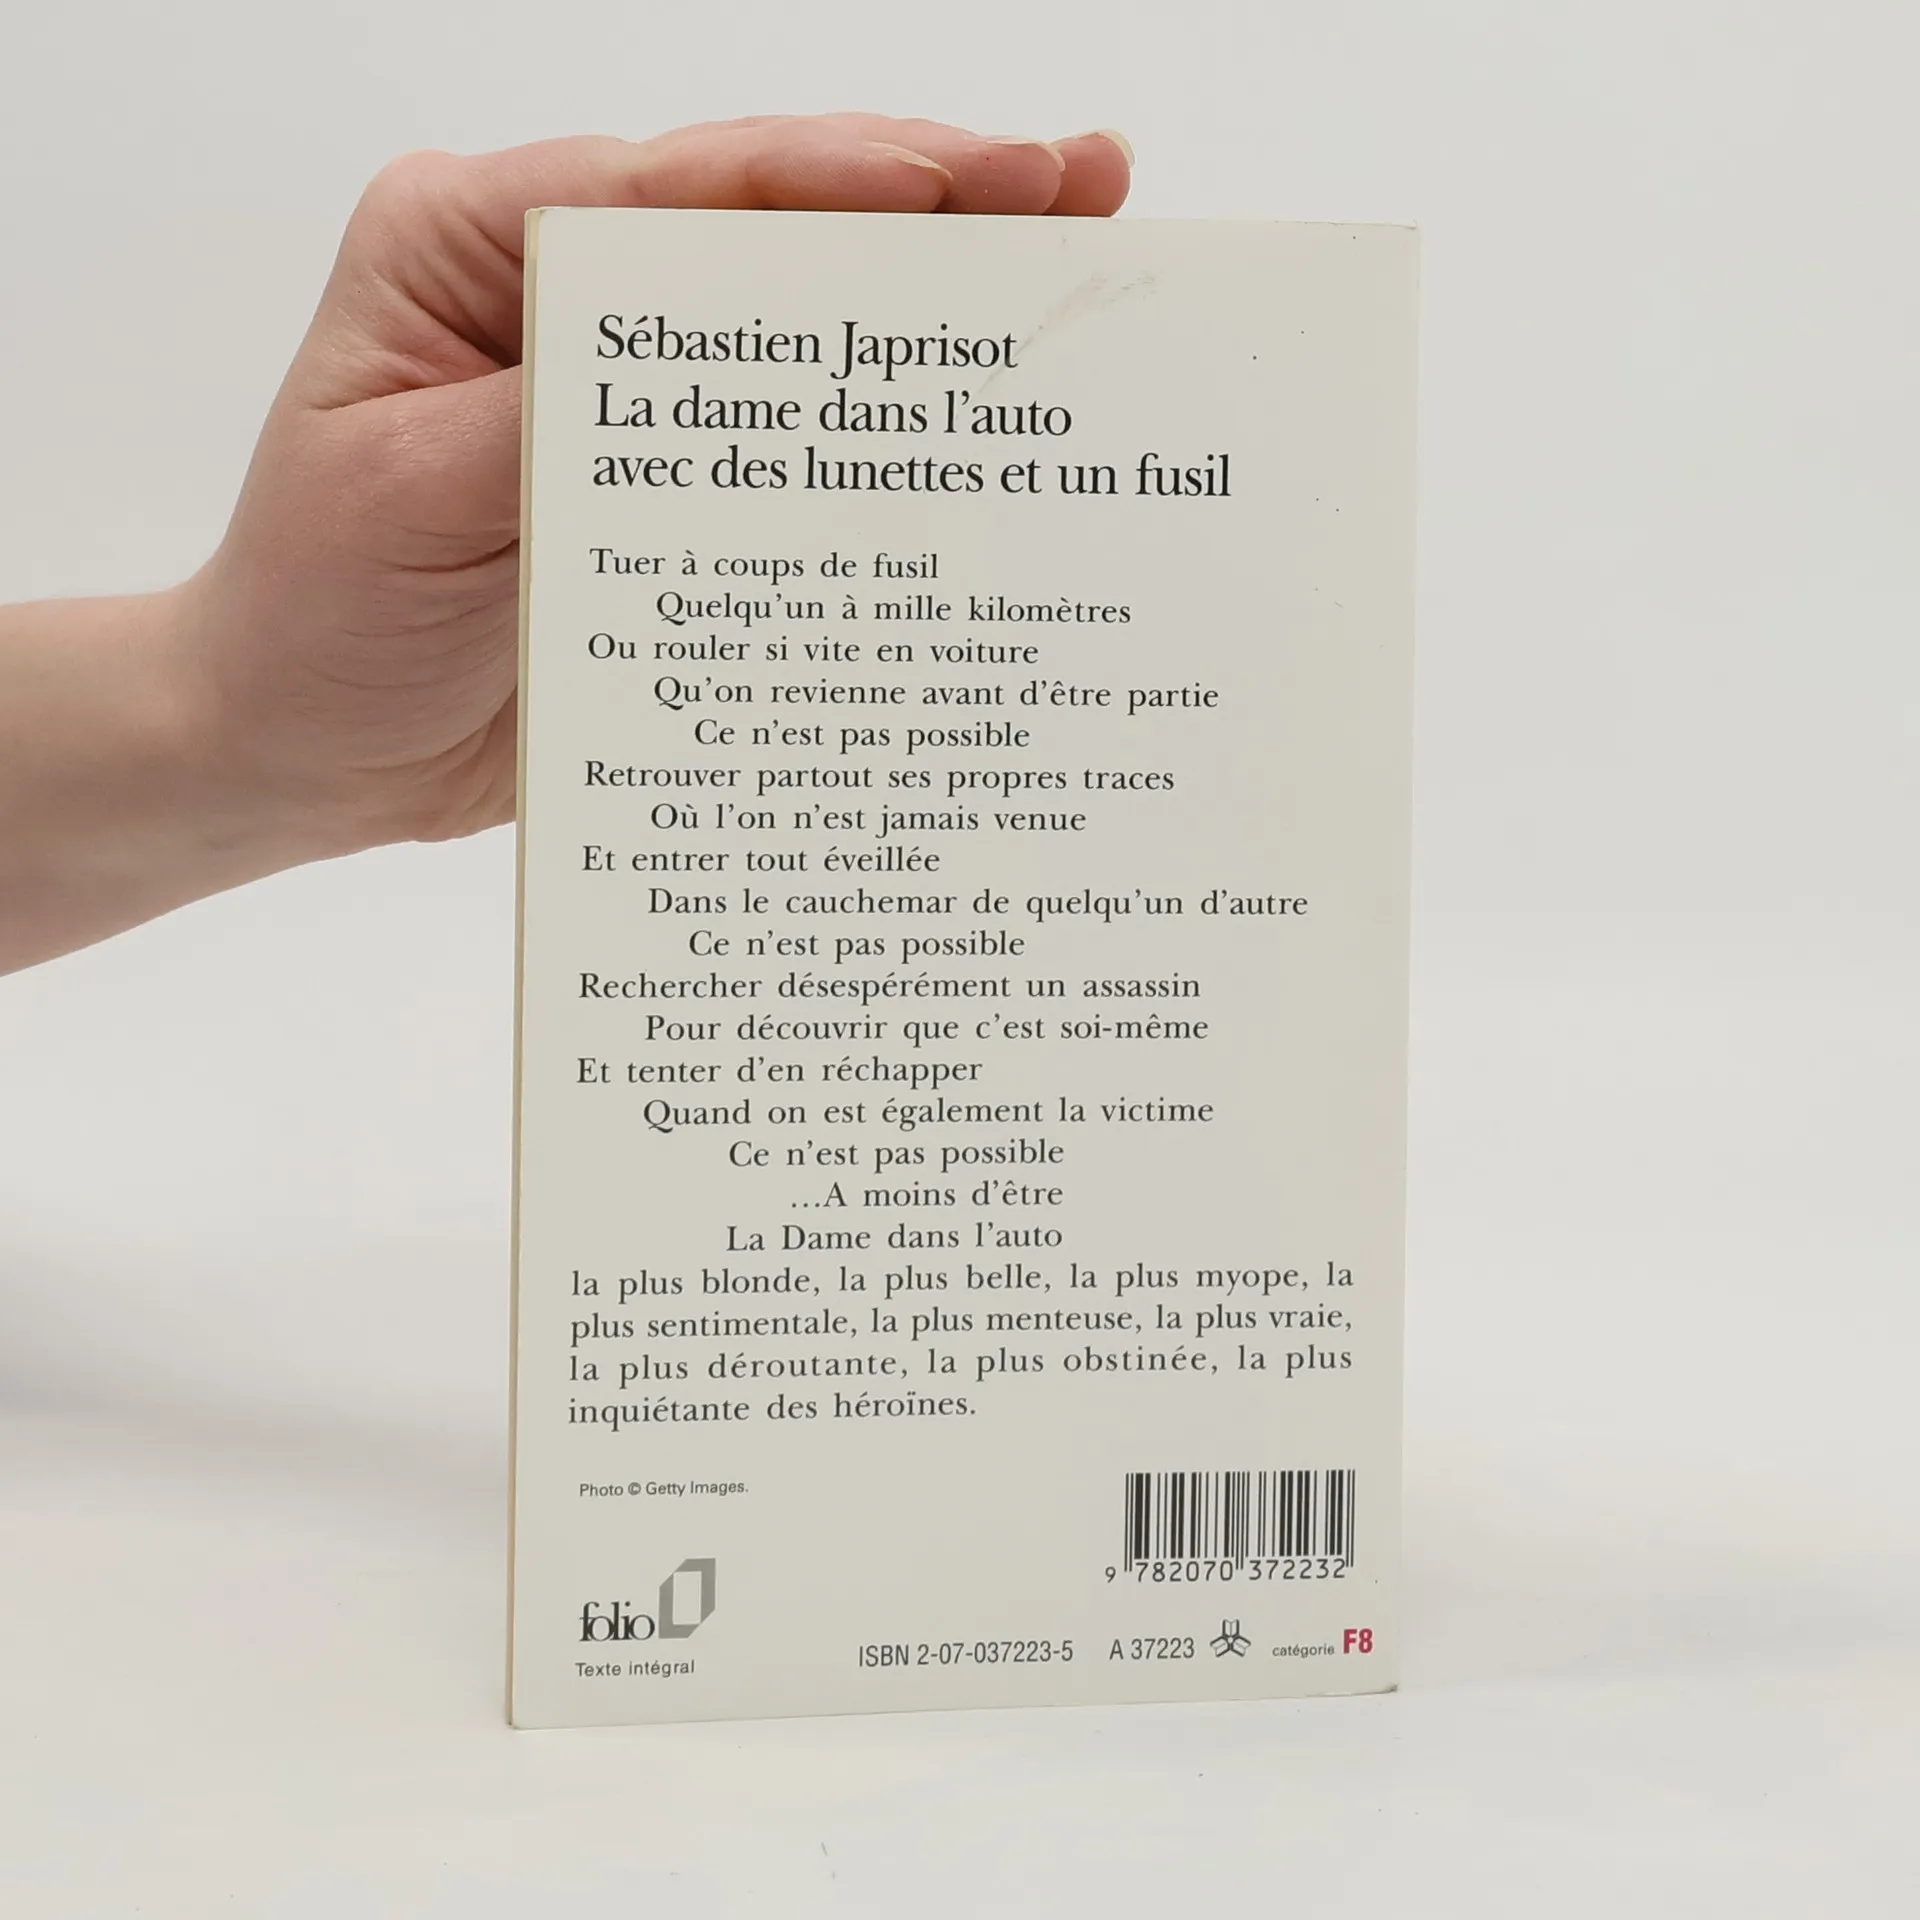 Sébastien Japrisot
La dame dans l'auto
avec des lunettes et un fusil
Tuer à coups de fusil
Quelqu'un à mille kilomètres
Ou rouler si vite en voiture
Qu'on revienne avant d'être partie
Ce n'est pas possible
Retrouver partout ses propres traces
Où l'on n'est jamais venue
Et entrer tout éveillée
Dans le cauchemar de quelqu'un d'autre
Ce n'est pas possible
Rechercher désespérément un assassin
Pour découvrir que c'est soi-même
Et tenter d'en réchapper
Quand on est également la victime
Ce n'est pas possible
...A moins d'être
La Dame dans l'auto
la plus blonde, la plus belle, la plus myope, la
plus sentimentale, la plus menteuse, la plus vraie,
la plus déroutante, la plus obstinée, la plus
inquiétante des héroïnes.
Photo © Getty Images.
9 782070 372232
folio
Texte intégral
ISBN 2-07-037223-5 A 37223 catégorie F8